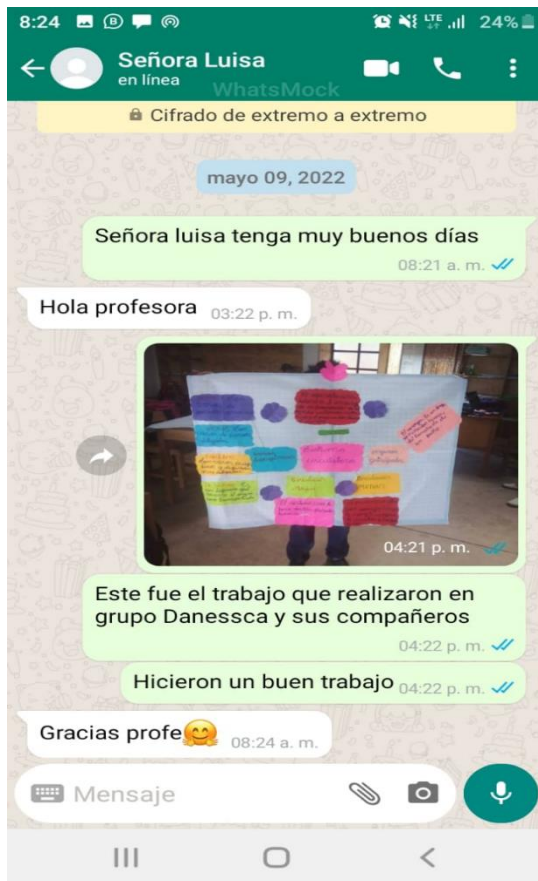 8:24 LTE 24%
Señora Luisa
en línea
WhatsMock
Cifrado de extremo a extremo
mayo 09, 2022
Señora luisa tenga muy buenos días
08:21 a. m.
Hola profesora 03:22 p. m.
04:21 p. m.
Este fue el trabajo que realizaron en
grupo Danessca y sus compañeros
04:22 p. m.
Hicieron un buen trabajo 04:22 p. m.
Gracias profe🤗 08:24 a. m.
Mensaje